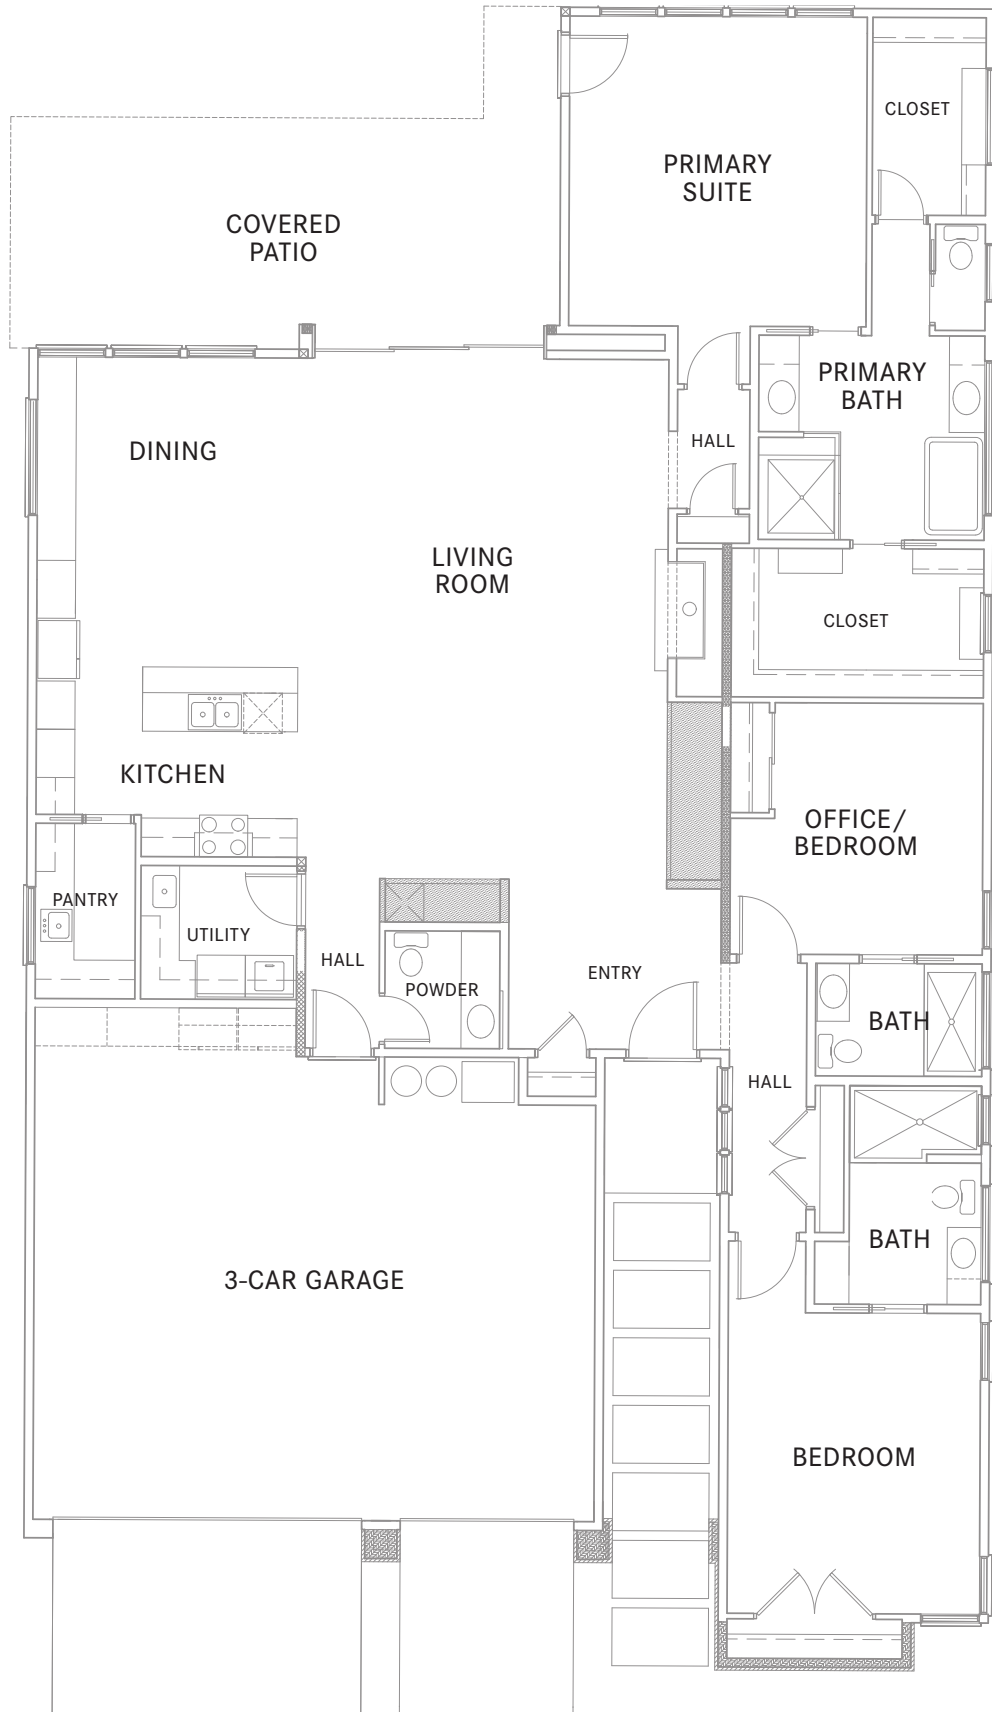 CLOSET
PRIMARY
SUITE
COVERED
PATIO
PRIMARY
BATH
HALL
DINING
LIVING
ROOM
CLOSET
KITCHEN
OFFICE/
BEDROOM
PANTRY
UTILITY
HALL
POWDER
ENTRY
BATH
HALL
BATH
3-CAR GARAGE
BEDROOM